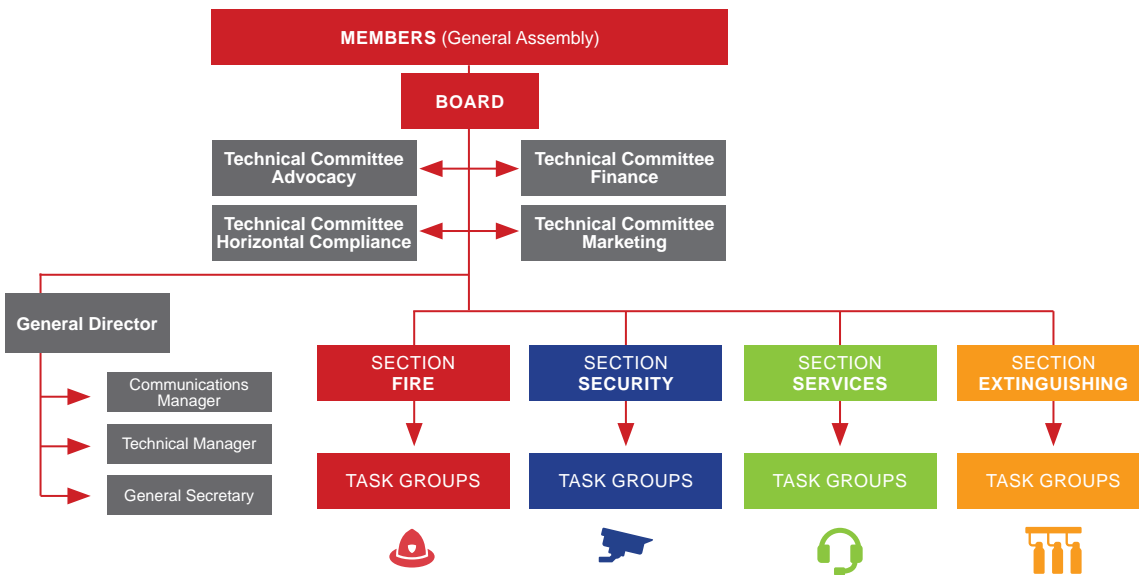 MEMBERS (General Assembly)
BOARD
Technical Committee
Advocacy
Technical Committee
Finance
Technical Committee
Horizontal Compliance
Technical Committee
Marketing
General Director
Communications
Manager
Technical Manager
General Secretary
SECTION
FIRE
SECTION
SECURITY
SECTION
SERVICES
SECTION
EXTINGUISHING
TASK GROUPS
TASK GROUPS
TASK GROUPS
TASK GROUPS